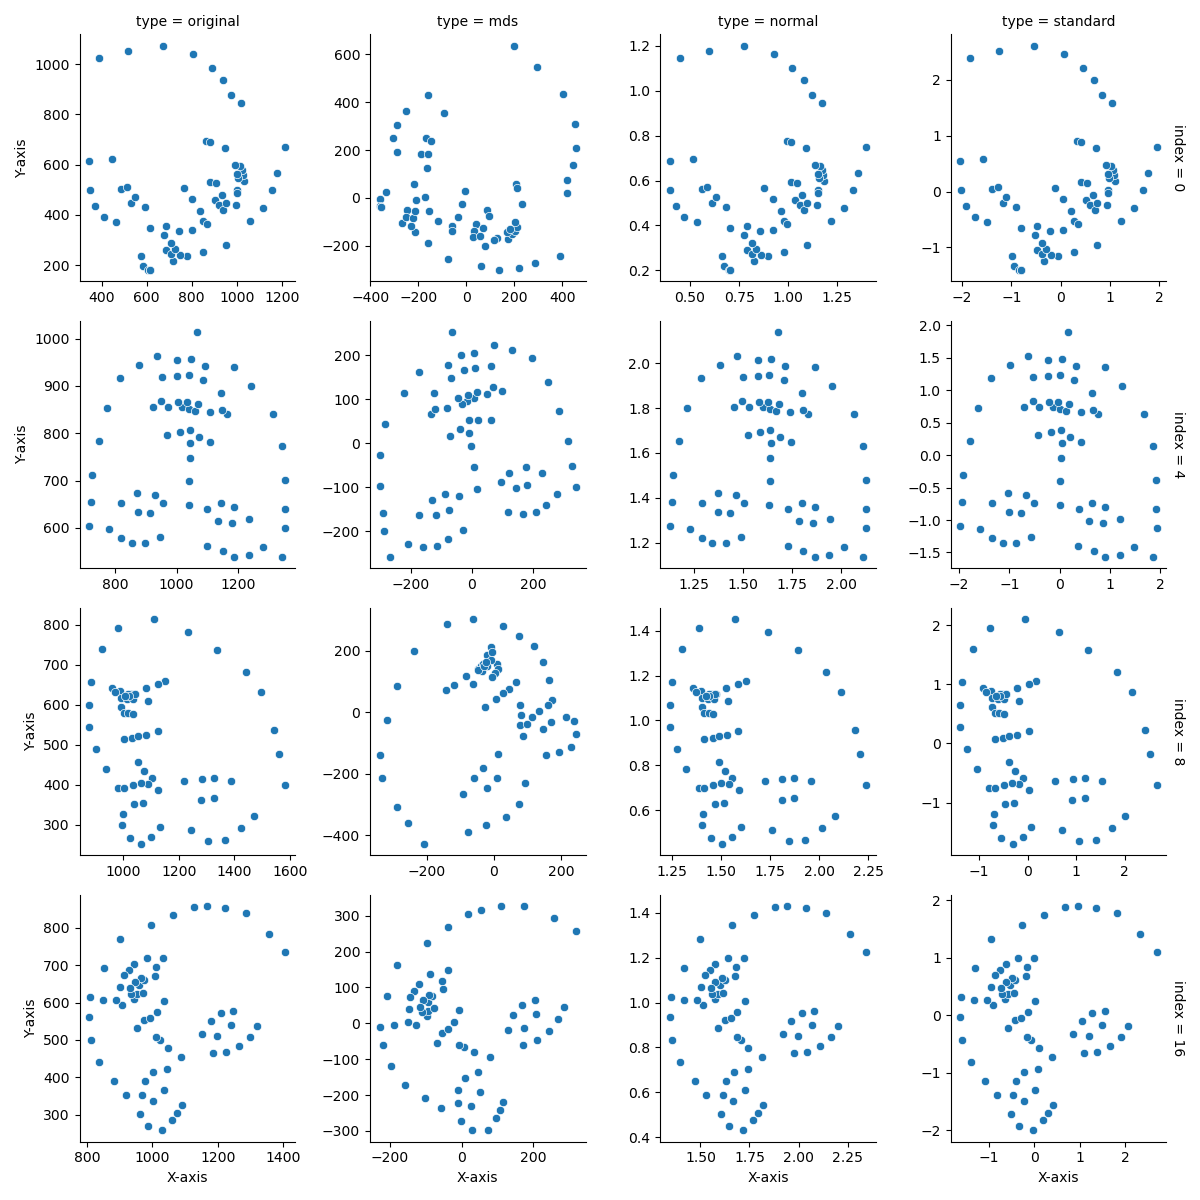 type = original type = mds type = normal type = standard
1000
800
600
400
200
Y-axis
400 600 800 1000 1200
600
400
200
0
−200
−400 −200 0 200 400
1.2
1.0
0.8
0.6
0.4
0.2
0.50 0.75 1.00 1.25
2
1
0
−1
−2 −1 0 1 2
index = 0
1000
900
800
700
600
Y-axis
800 1000 1200
200
100
0
−100
−200
−200 0 200
2.0
1.8
1.6
1.4
1.2
1.25 1.50 1.75 2.00
2.0
1.5
1.0
0.5
0.0
−0.5
−1.0
−1.5
−2 −1 0 1 2
index = 4
800
700
600
500
400
300
Y-axis
1000 1200 1400 1600
200
0
−200
−400
−200 0 200
1.4
1.2
1.0
0.8
0.6
1.25 1.50 1.75 2.00 2.25
2
1
0
−1
−1 0 1 2
index = 8
800
700
600
500
400
300
Y-axis
800 1000 1200 1400
X-axis
300
200
100
0
−100
−200
−300
−200 0 200
X-axis
1.4
1.2
1.0
0.8
0.6
0.4
1.50 1.75 2.00 2.25
X-axis
2
1
0
−1
−2
−1 0 1 2
X-axis
index = 16